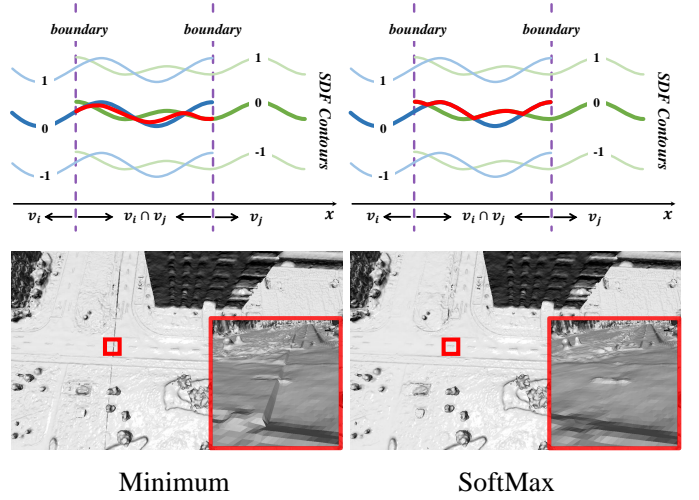 boundary boundary
1 1
0 0
-1 -1
SDF Contours
v_i v_i ∩ v_j v_j x
boundary boundary
1 1
0 0
-1 -1
SDF Contours
v_i v_i ∩ v_j v_j x
Minimum
SoftMax